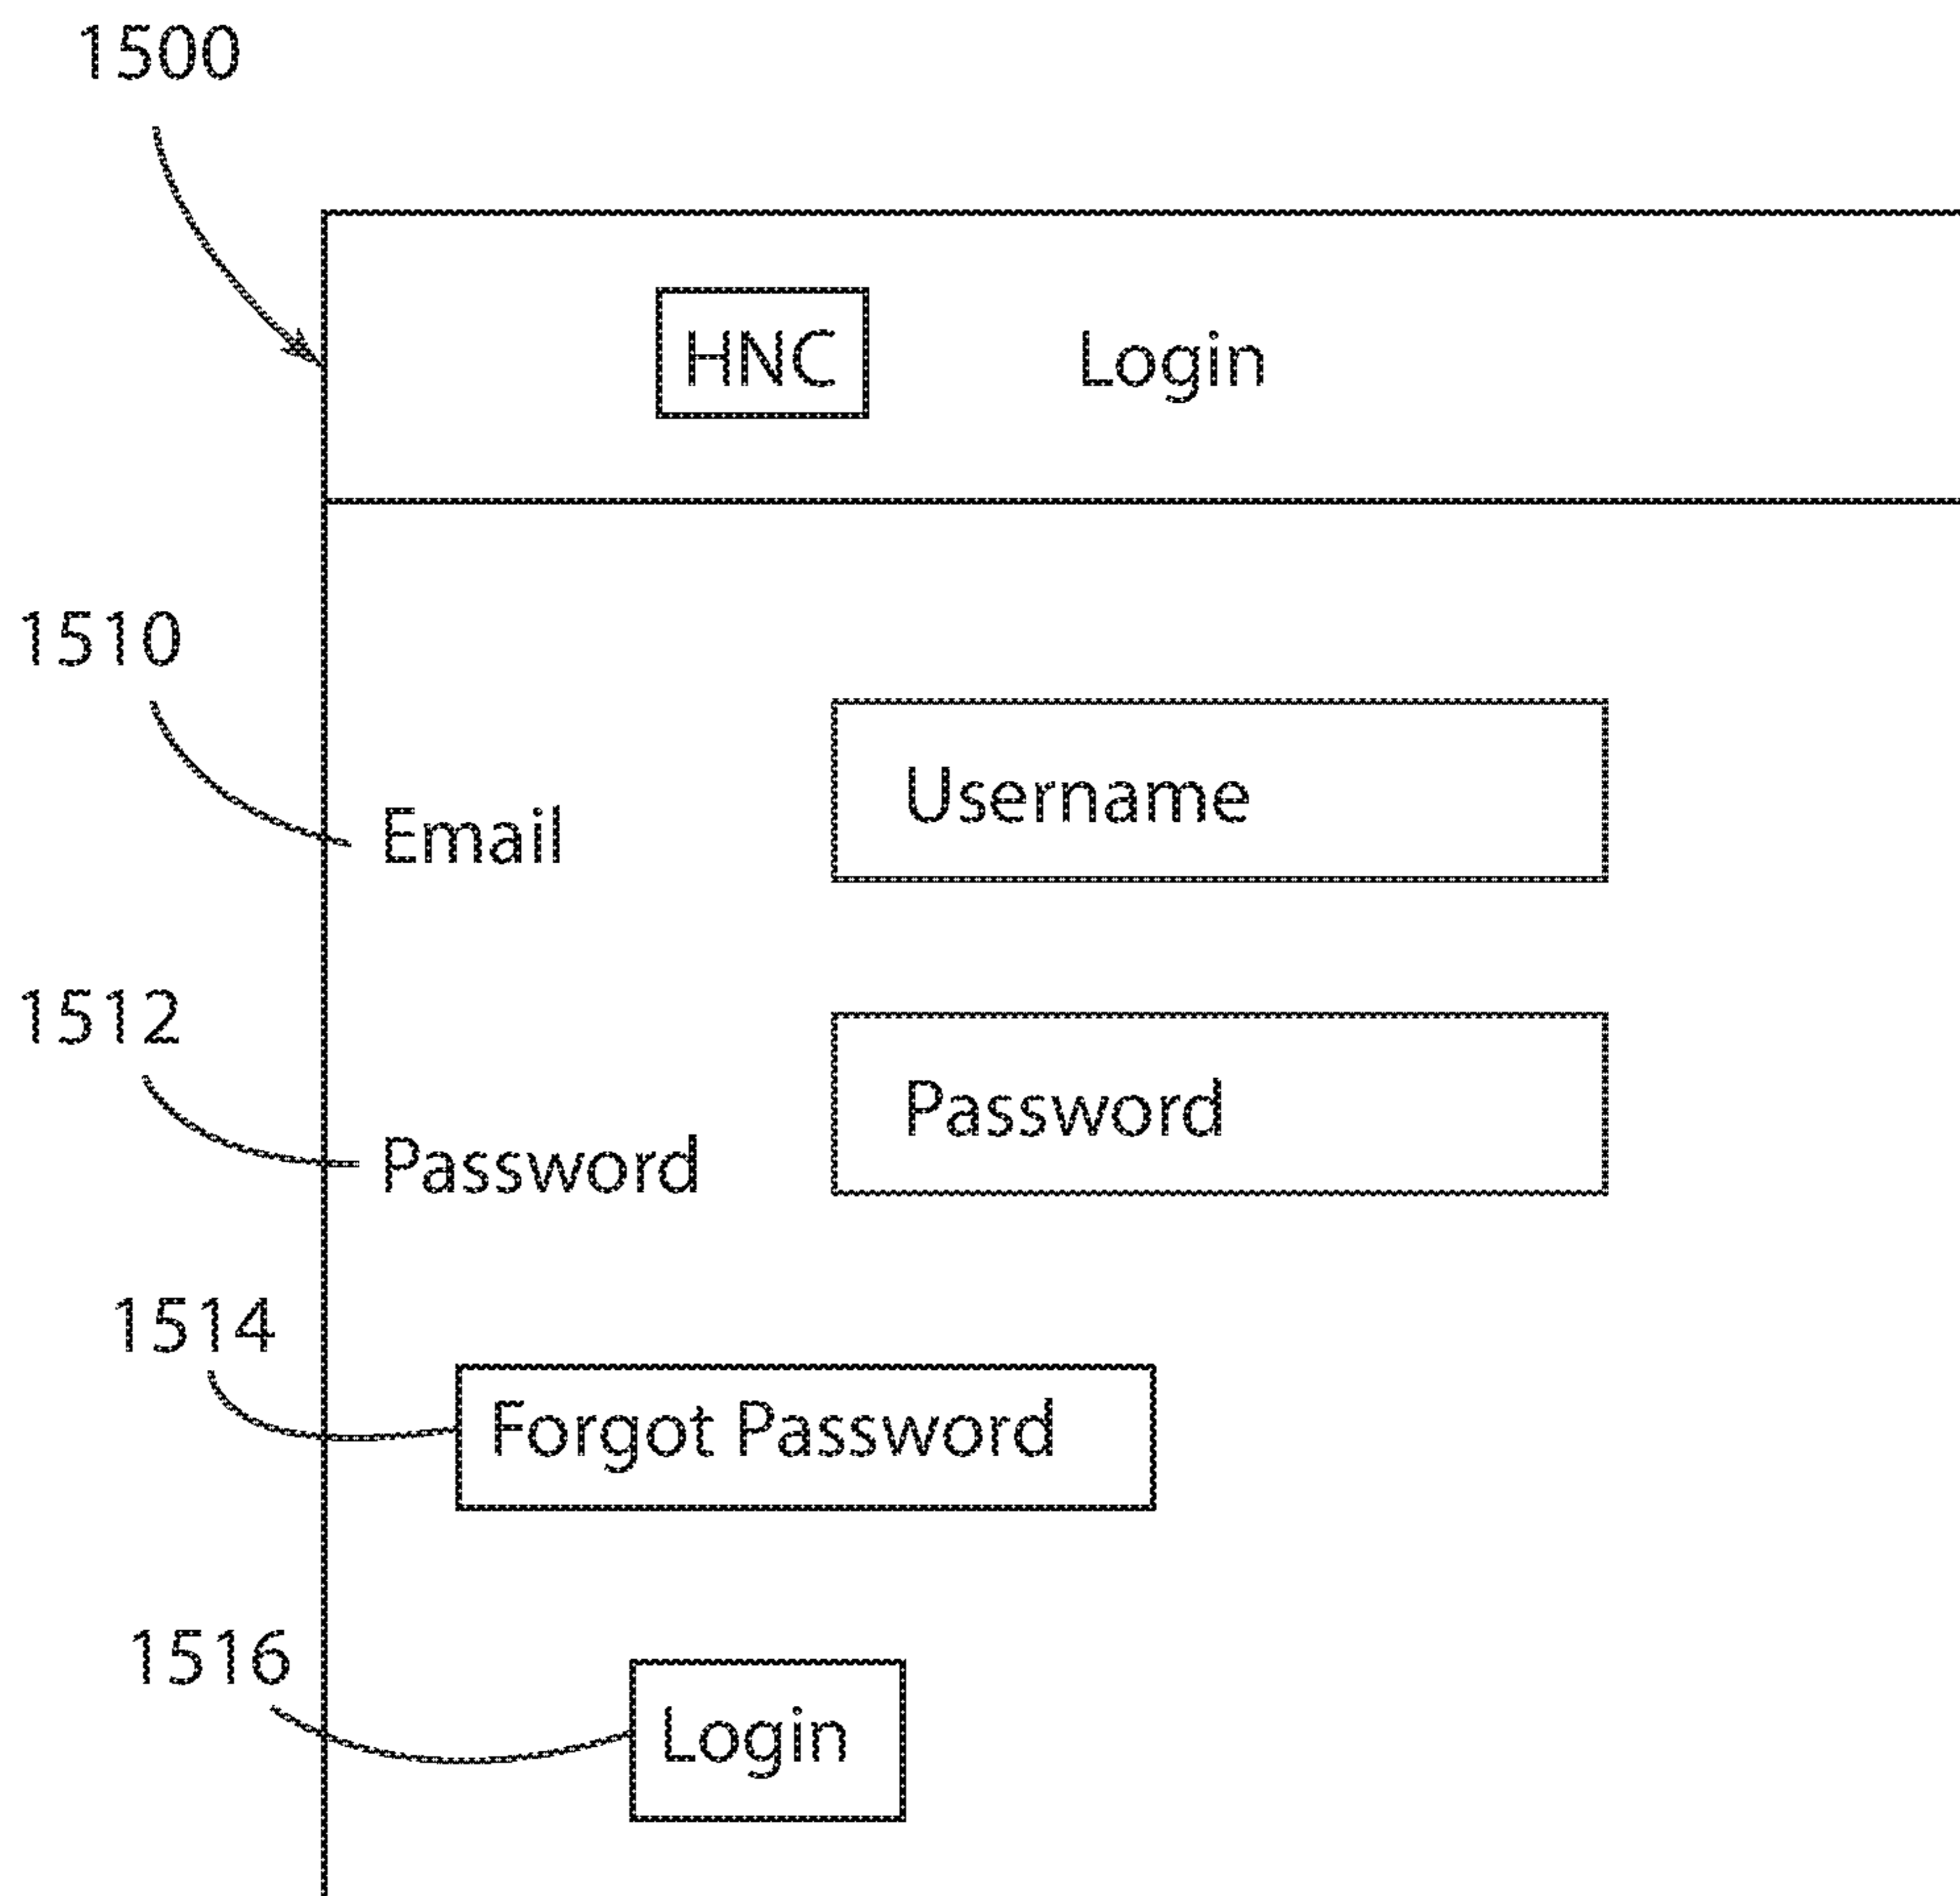 1500
HNC Login
1510
Email Username
1512
Password Password
1514
Forgot Password
1516
Login